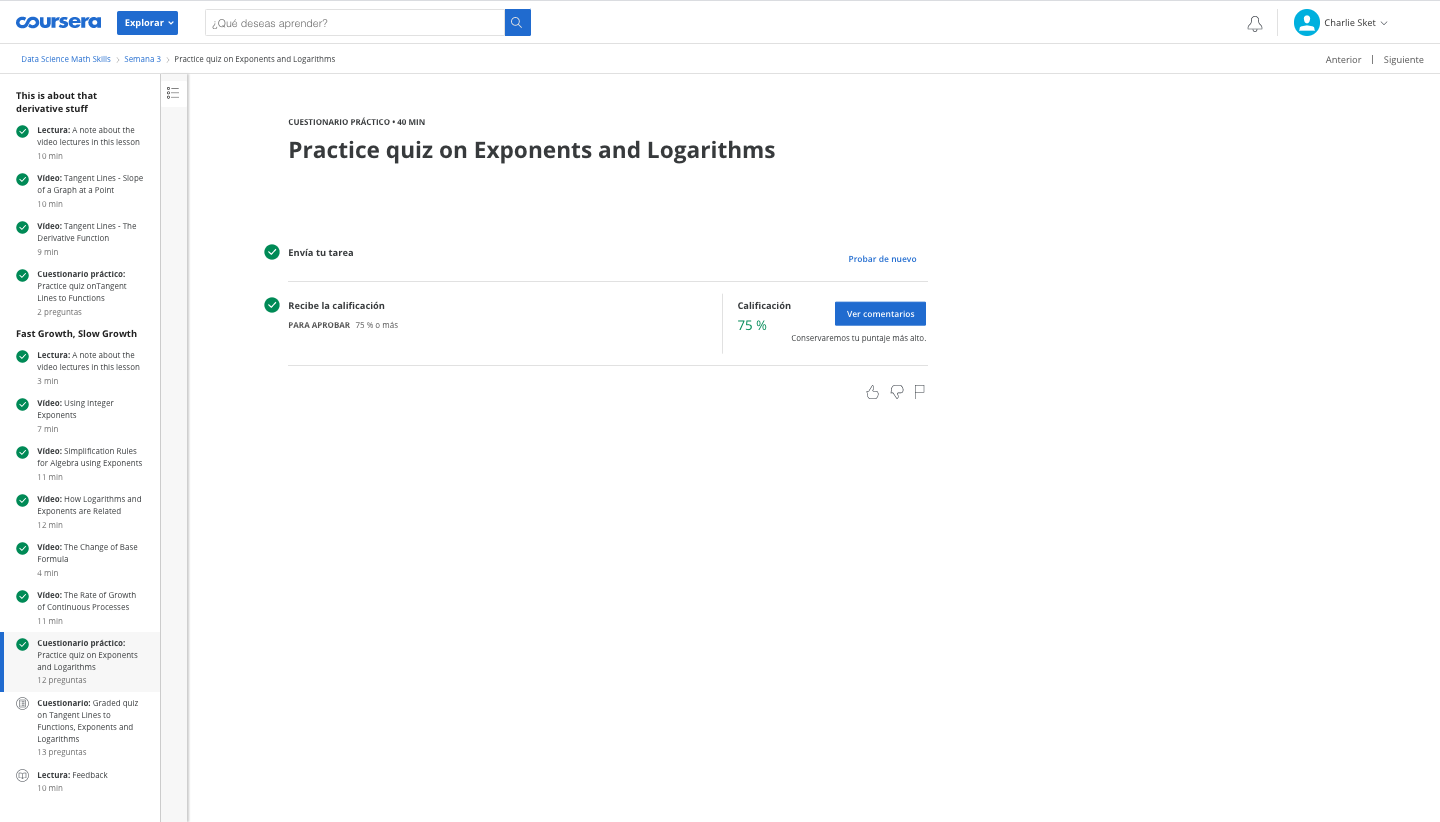 coursera
Explorar
¿Qué deseas aprender?
Charlie Sket
Data Science Math Skills
Semana 3
Practice quiz on Exponents and Logarithms
Anterior
Siguiente
This is about that
derivative stuff
Lectura: A note about the
video lectures in this lesson
10 min
Vídeo: Tangent Lines - Slope
of a Graph at a Point
10 min
Vídeo: Tangent Lines - The
Derivative Function
9 min
Cuestionario práctico:
Practice quiz onTangent
Lines to Functions
2 preguntas
Fast Growth, Slow Growth
Lectura: A note about the
video lectures in this lesson
3 min
Vídeo: Using Integer
Exponents
7 min
Vídeo: Simplification Rules
for Algebra using Exponents
11 min
Vídeo: How Logarithms and
Exponents are Related
12 min
Vídeo: The Change of Base
Formula
4 min
Vídeo: The Rate of Growth
of Continuous Processes
11 min
Cuestionario práctico:
Practice quiz on Exponents
and Logarithms
12 preguntas
Cuestionario: Graded quiz
on Tangent Lines to
Functions, Exponents and
Logarithms
13 preguntas
Lectura: Feedback
10 min
CUESTIONARIO PRÁCTICO • 40 MIN
Practice quiz on Exponents and Logarithms
Envía tu tarea
Probar de nuevo
Recibe la calificación
PARA APROBAR 75 % o más
Calificación
75 %
Ver comentarios
Conservaremos tu puntaje más alto.